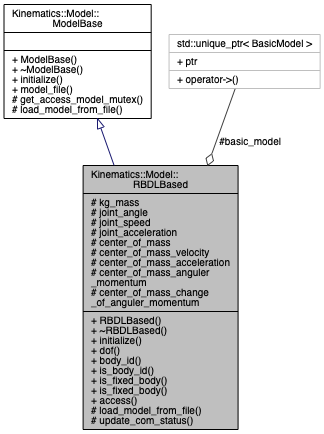 Kinematics::Model::
ModelBase
+ ModelBase()
+ ~ModelBase()
+ initialize()
+ model_file()
# get_access_model_mutex()
# load_model_from_file()
std::unique_ptr< BasicModel >
+ ptr
+ operator->()
#basic_model
Kinematics::Model::
RBDLBased
# kg_mass
# joint_angle
# joint_speed
# joint_acceleration
# center_of_mass
# center_of_mass_velocity
# center_of_mass_acceleration
# center_of_mass_anguler
_momentum
# center_of_mass_change
_of_anguler_momentum
+ RBDLBased()
+ ~RBDLBased()
+ initialize()
+ dof()
+ body_id()
+ is_body_id()
+ is_fixed_body()
+ is_fixed_body()
+ access()
# load_model_from_file()
# update_com_status()